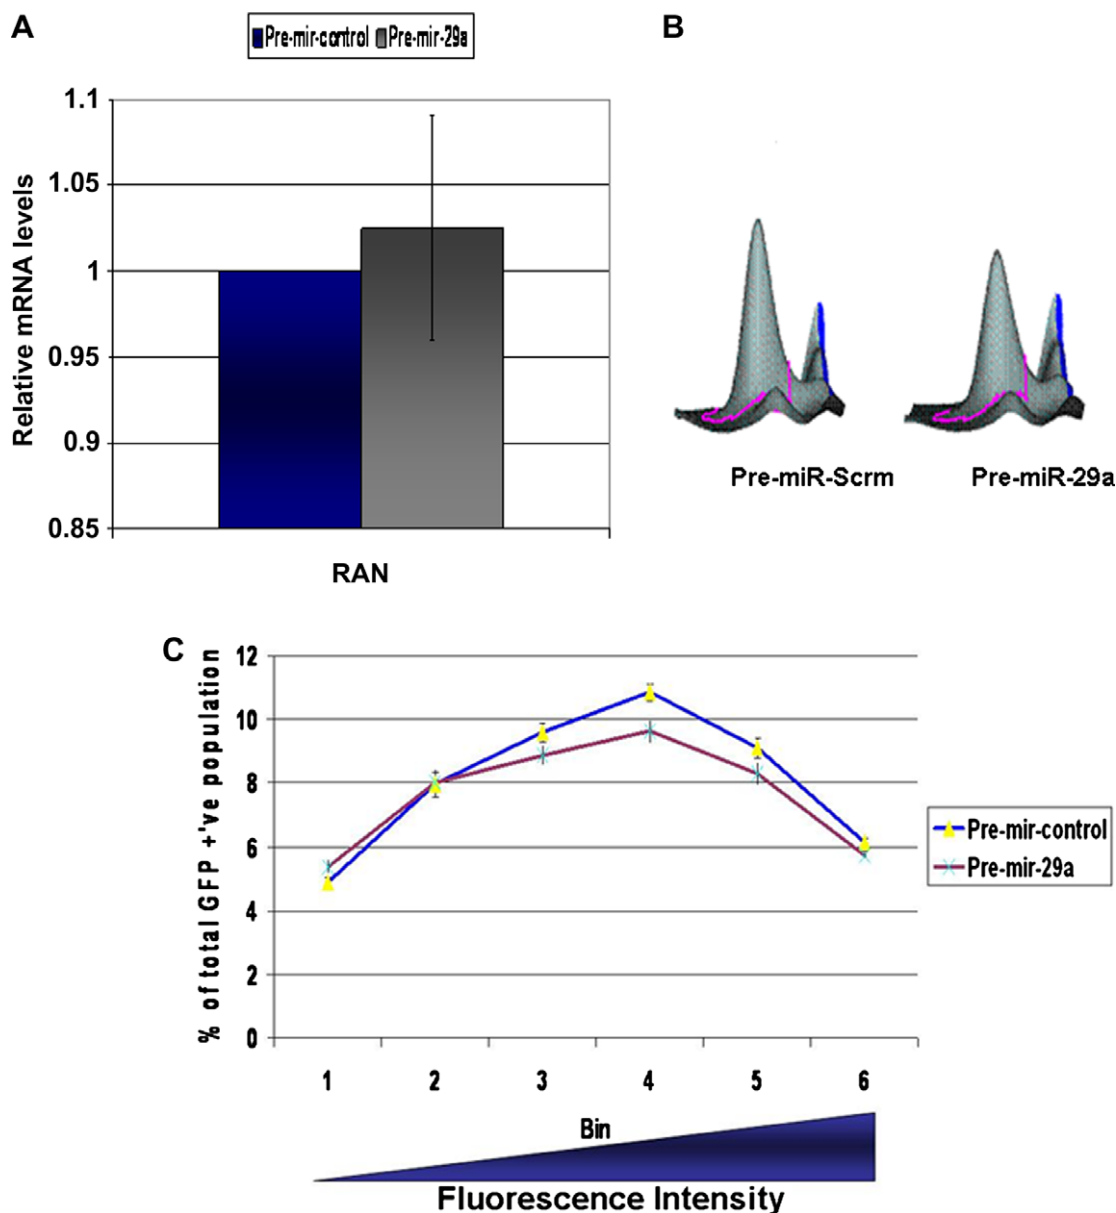 A
Pre-mir-control Pre-mir-29a
1.1
1.05
1
0.95
0.9
0.85
Relative mRNA levels
RAN
B
Pre-miR-Scrm Pre-miR-29a
C
12
10
8
6
4
2
0
% of total GFP +'ve population
1 2 3 4 5 6
Bin
Fluorescence Intensity
Pre-mir-control
Pre-mir-29a